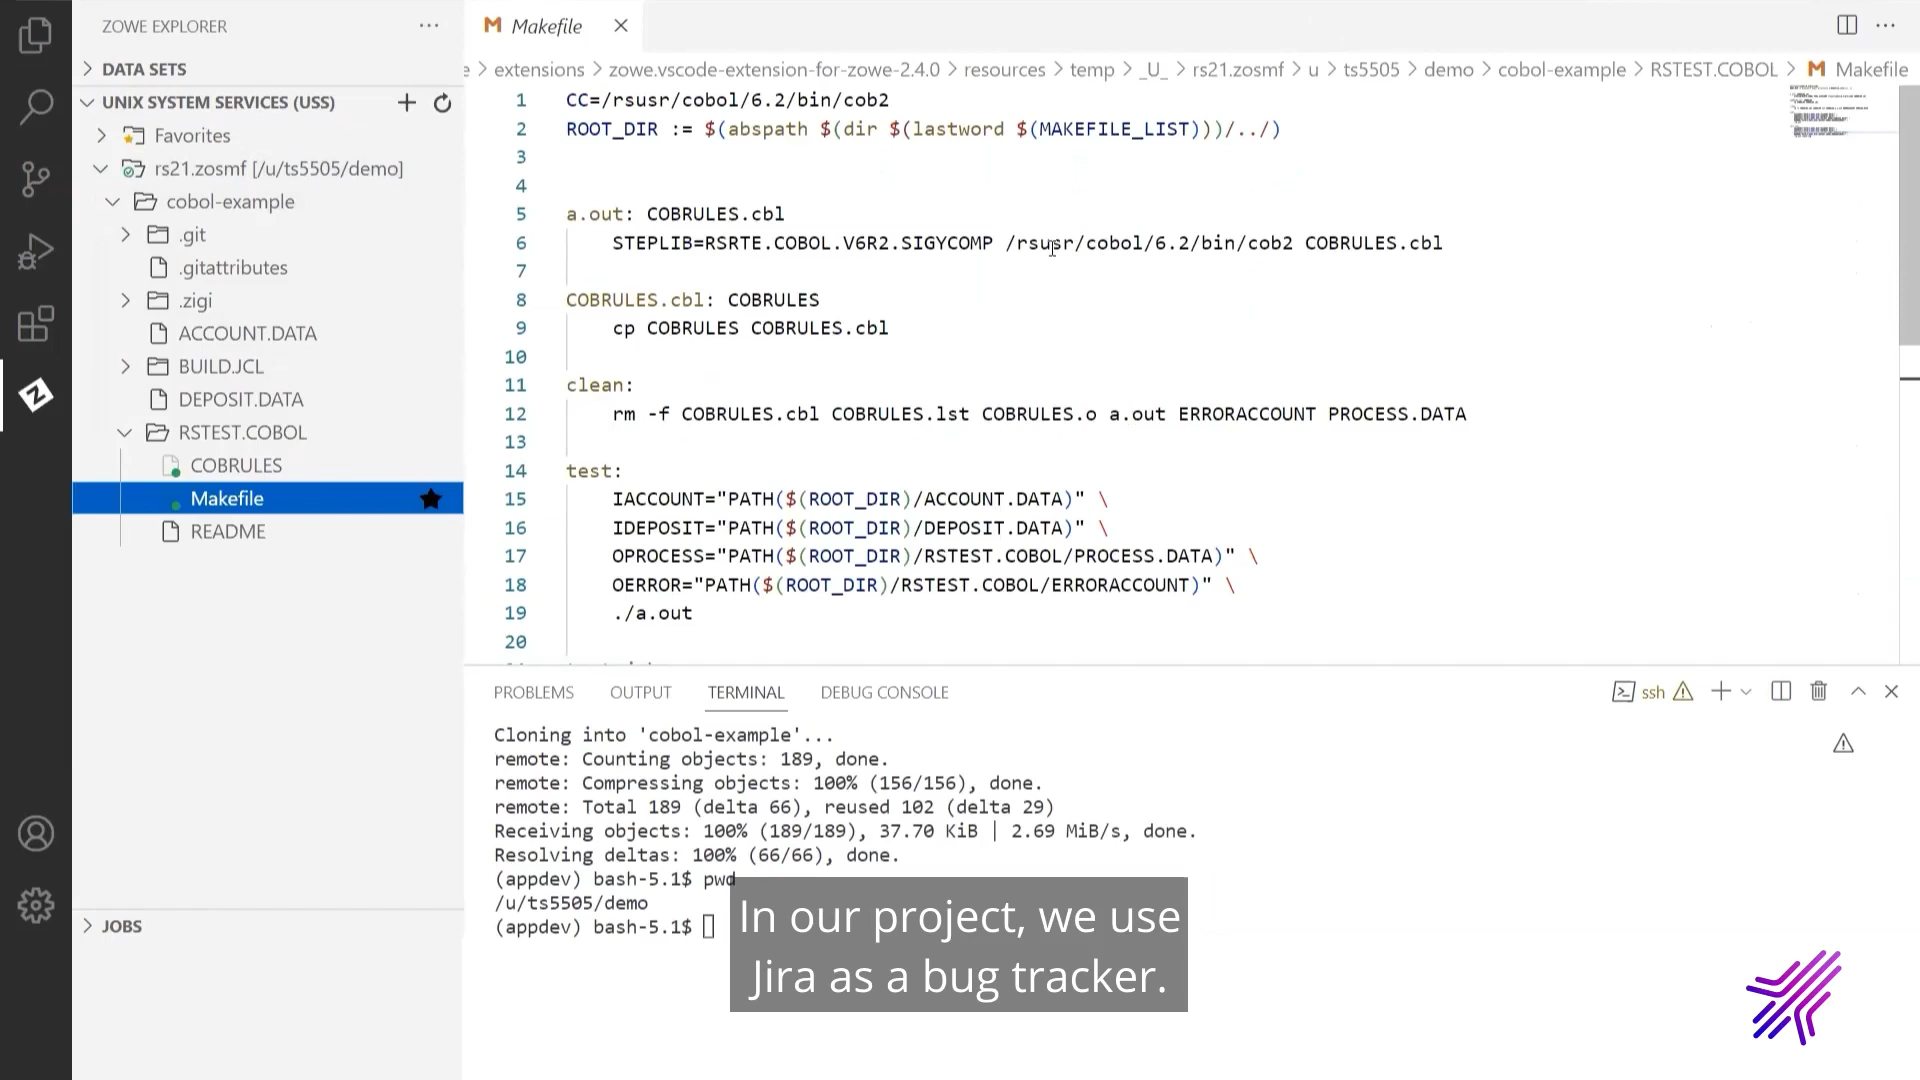 ZOWE EXPLORER
DATA SETS
UNIX SYSTEM SERVICES (USS)
Favorites
rs21.zosmf [/u/ts5505/demo]
cobol-example
.git
.gitattributes
.zigi
ACCOUNT.DATA
BUILD.JCL
DEPOSIT.DATA
RSTEST.COBOL
COBRULES
Makefile
README
JOBS
Makefile
e > extensions > zowe.vscode-extension-for-zowe-2.4.0 > resources > temp > _U_ > rs21.zosmf > u > ts5505 > demo > cobol-example > RSTEST.COBOL > Makefile
1 CC=/rsusr/cobol/6.2/bin/cob2
2 ROOT_DIR := $(abspath $(dir $(lastword $(MAKEFILE_LIST)))/../)
3
4
5 a.out: COBRULES.cbl
6 STEPLIB=RSRTE.COBOL.V6R2.SIGYCOMP /rsusr/cobol/6.2/bin/cob2 COBRULES.cbl
7
8 COBRULES.cbl: COBRULES
9 cp COBRULES COBRULES.cbl
10
11 clean:
12 rm -f COBRULES.cbl COBRULES.lst COBRULES.o a.out ERRORACCOUNT PROCESS.DATA
13
14 test:
15 IACCOUNT="PATH($(ROOT_DIR)/ACCOUNT.DATA)" \
16 IDEPOSIT="PATH($(ROOT_DIR)/DEPOSIT.DATA)" \
17 OPROCESS="PATH($(ROOT_DIR)/RSTEST.COBOL/PROCESS.DATA)" \
18 OERROR="PATH($(ROOT_DIR)/RSTEST.COBOL/ERRORACCOUNT)" \
19 ./a.out
20
PROBLEMS OUTPUT TERMINAL DEBUG CONSOLE
ssh
Cloning into 'cobol-example'...
remote: Counting objects: 189, done.
remote: Compressing objects: 100% (156/156), done.
remote: Total 189 (delta 66), reused 102 (delta 29)
Receiving objects: 100% (189/189), 37.70 KiB | 2.69 MiB/s, done.
Resolving deltas: 100% (66/66), done.
(appdev) bash-5.1$ pwd
/u/ts5505/demo
(appdev) bash-5.1$
In our project, we use
Jira as a bug tracker.